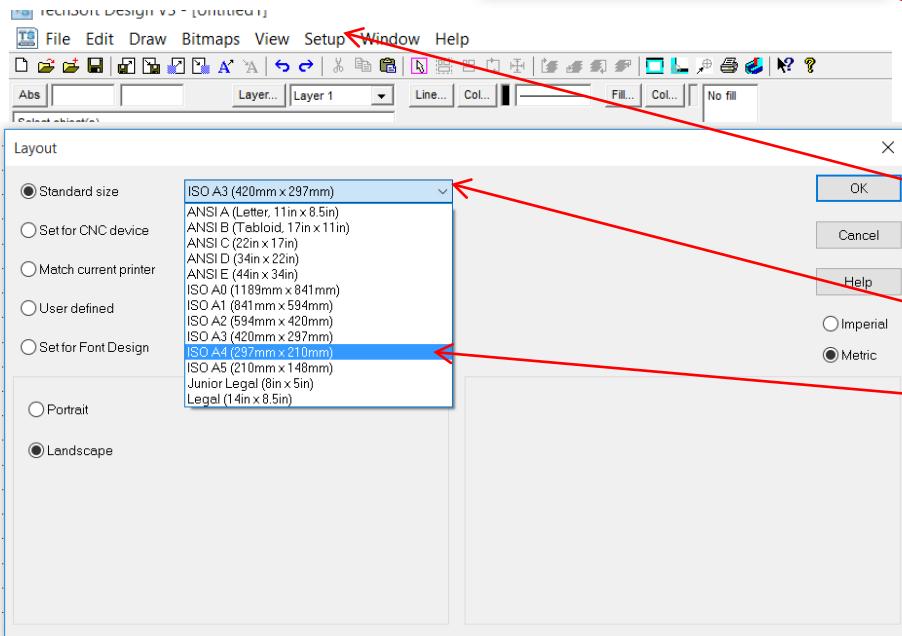 TechSoft Design V3 - [Untitled1]
File Edit Draw Bitmaps View Setup Window Help
Abs Layer... Layer 1 Line... Col... Fill... Col... No fill
Select object(s)
Layout
Standard size
ISO A3 (420mm x 297mm)
OK
ANSI A (Letter, 11in x 8.5in)
ANSI B (Tabloid, 17in x 11in)
Set for CNC device
Cancel
ANSI C (22in x 17in)
ANSI D (34in x 22in)
Match current printer
ANSI E (44in x 34in)
Help
ISO A0 (1189mm x 841mm)
ISO A1 (841mm x 594mm)
User defined
ISO A2 (594mm x 420mm)
Imperial
ISO A3 (420mm x 297mm)
Set for Font Design
ISO A4 (297mm x 210mm)
Metric
ISO A5 (210mm x 148mm)
Junior Legal (8in x 5in)
Legal (14in x 8.5in)
Portrait
Landscape